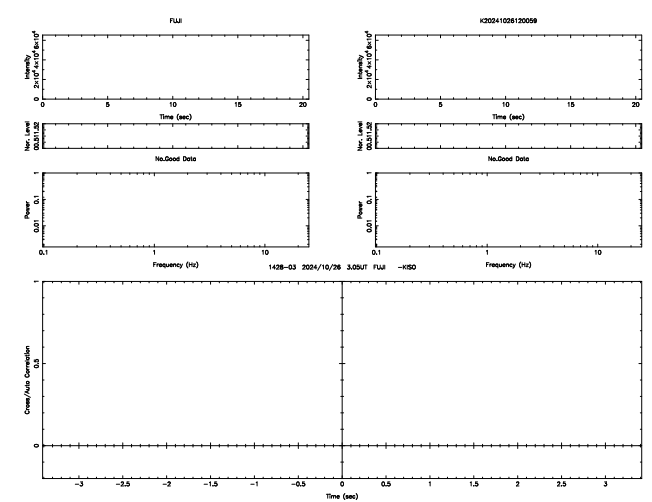 FUJI K20241026120059
Intensity 0 2×10⁴ 4×10⁴ 6×10⁴ Intensity 0 2×10⁴ 4×10⁴ 6×10⁴
0 5 10 15 20 0 5 10 15 20
Time (sec) Time (sec)
Nor. Level 00.511.52 Nor. Level 00.511.52
No.Good Data No.Good Data
Power 0.01 0.1 1 Power 0.01 0.1 1
0.1 1 10 0.1 1 10
Frequency (Hz) Frequency (Hz)
1428-03 2024/10/26 3.05UT FUJI -KISO
Cross/Auto Correlation 0 0.5 1
-3 -2.5 -2 -1.5 -1 -0.5 0 0.5 1 1.5 2 2.5 3
Time (sec)